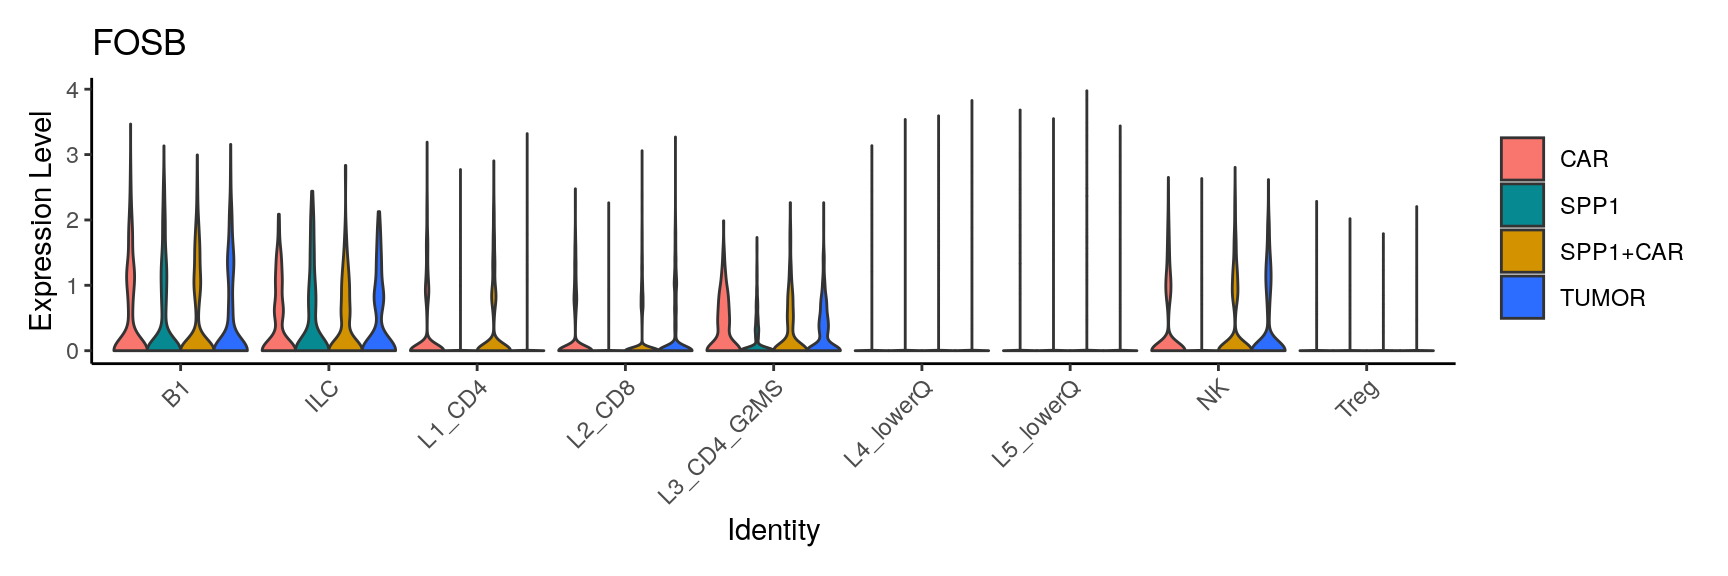 FOSB
Expression Level
4
3
2
1
0
B1
ILC
L1_CD4
L2_CD8
L3_CD4_G2MS
L4_lowerQ
L5_lowerQ
NK
Treg
Identity
CAR
SPP1
SPP1+CAR
TUMOR